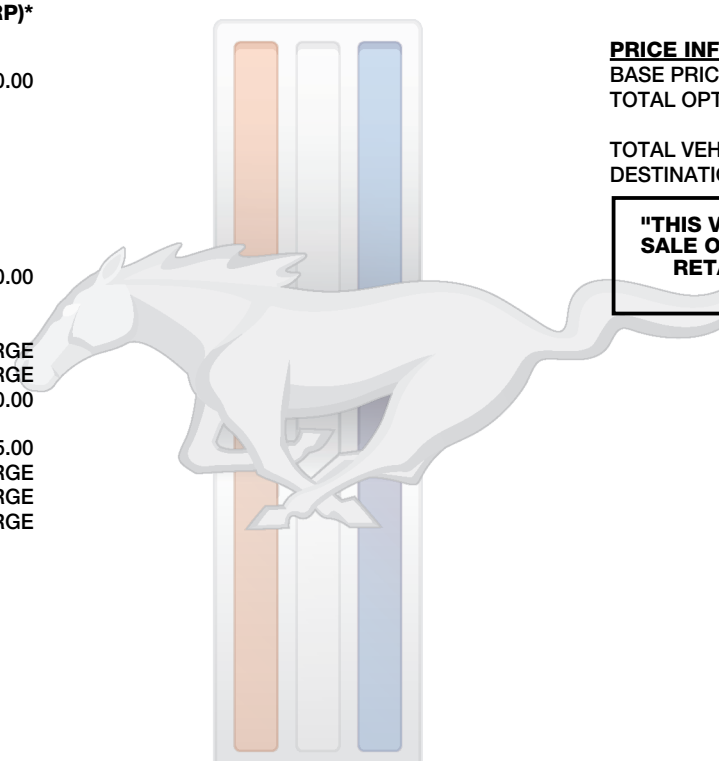 RP)*
0.00
0.00
RGE
RGE
0.00
5.00
RGE
RGE
RGE
PRICE INF
BASE PRIC
TOTAL OPT
TOTAL VEH
DESTINATIO
"THIS V
SALE O
RETA